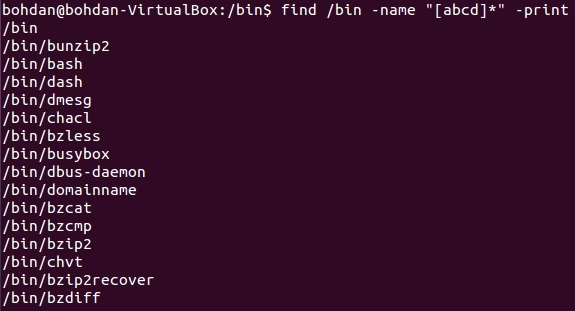 bohdan@bohdan-VirtualBox:/bin$ find /bin -name "[abcd]*" -print
/bin
/bin/bunzip2
/bin/bash
/bin/dash
/bin/dmesg
/bin/chacl
/bin/bzless
/bin/busybox
/bin/dbus-daemon
/bin/domainname
/bin/bzcat
/bin/bzcmp
/bin/bzip2
/bin/chvt
/bin/bzip2recover
/bin/bzdiff